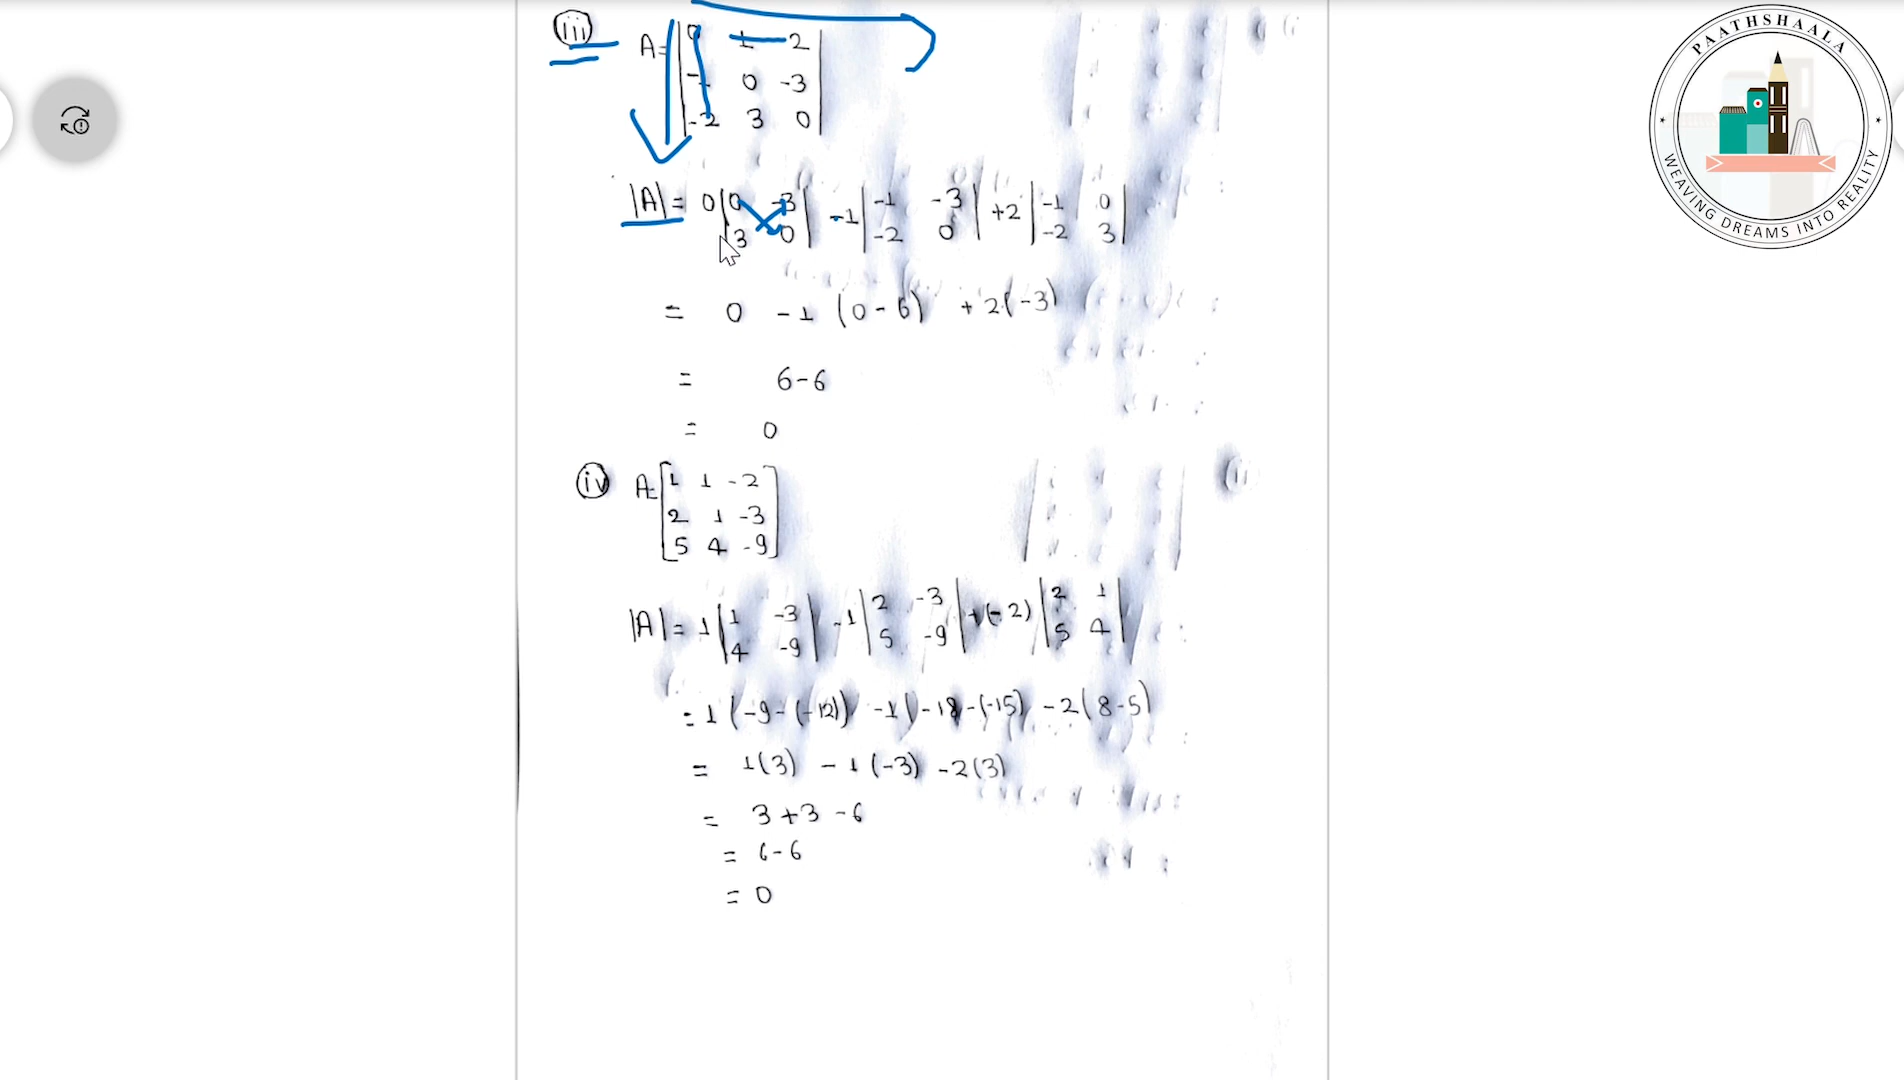 (iii) A= | 0 1 2 |
| -1 0 -3 |
| -2 3 0 |
|A| = 0 | 0 -3 | -1 | -1 -3 | +2 | -1 0 |
| 3 0 | | -2 0 | | -2 3 |
= 0 -1 (0-6) +2(-3)
= 6-6
= 0
(iv) A= [ 1 1 -2 ]
[ 2 1 -3 ]
[ 5 4 -9 ]
|A| = 1 | 1 -3 | -1 | 2 -3 | +(-2) | 2 1 |
| 4 -9 | | 5 -9 | | 5 4 |
= 1 (-9-(-12)) -1 (-18-(-15) -2(8-5)
= 1(3) -1(-3) -2(3)
= 3+3-6
= 6-6
= 0
PAATHSHAALA
WEAVING DREAMS INTO REALITY